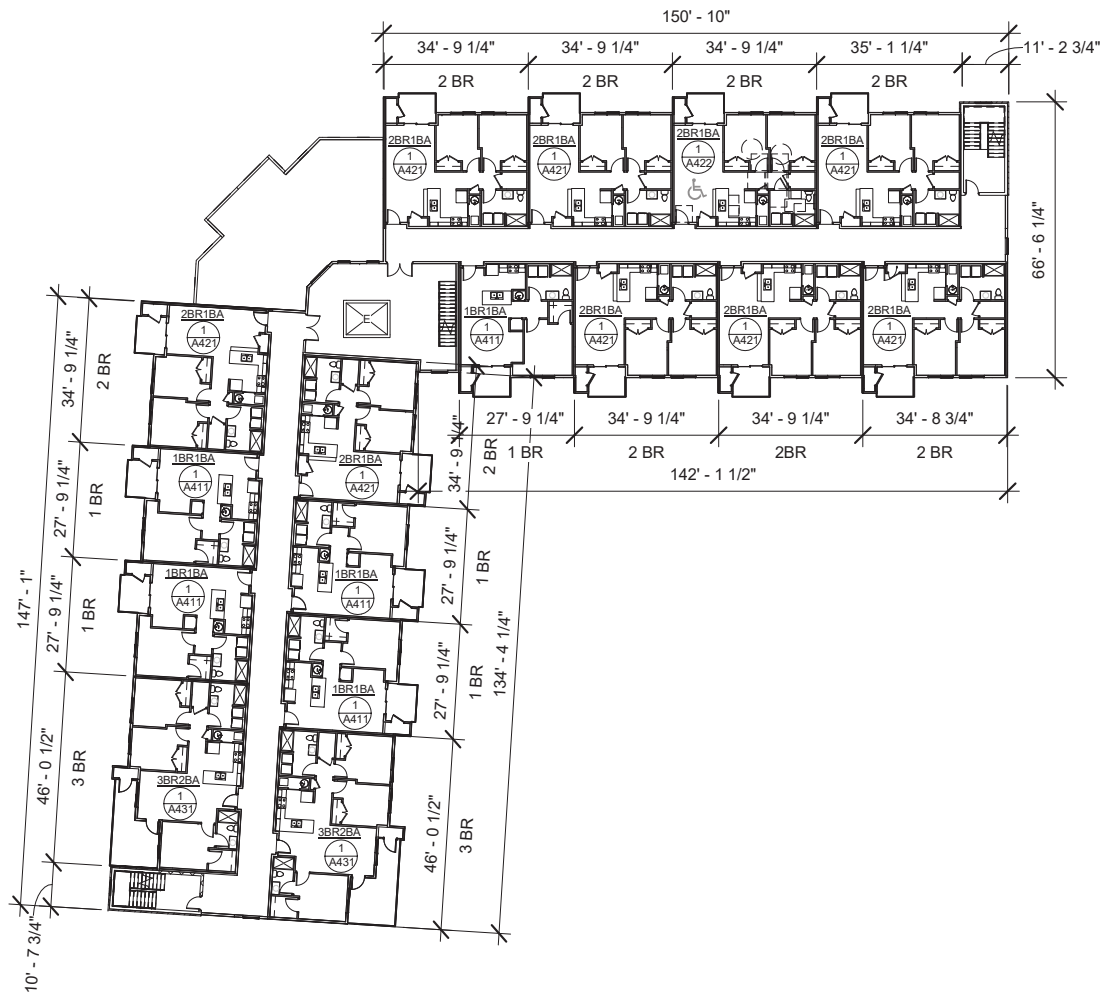 150' - 10"
34' - 9 1/4" 34' - 9 1/4" 34' - 9 1/4" 35' - 1 1/4" 11' - 2 3/4"
2 BR 2 BR 2 BR 2 BR
2BR1BA 2BR1BA 2BR1BA 2BR1BA
1 1 1 1
A421 A421 A422 A421
66' - 6 1/4"
E
1BR1BA 2BR1BA 2BR1BA 2BR1BA
1 1 1 1
A411 A421 A421 A421
27' - 9 1/4" 34' - 9 1/4" 34' - 9 1/4" 34' - 8 3/4"
1 BR 2 BR 2BR 2 BR
142' - 1 1/2"
147' - 1"
34' - 9 1/4"
2 BR
2BR1BA
1
A421
27' - 9 1/4"
1 BR
1BR1BA
1
A411
27' - 9 1/4"
1 BR
1BR1BA
1
A411
46' - 0 1/2"
3 BR
3BR2BA
1
A431
10' - 7 3/4"
2BR1BA
1
A421
34' - 9 1/4"
2 BR
1BR1BA
1
A411
27' - 9 1/4"
1 BR
1BR1BA
1
A411
27' - 9 1/4"
1 BR
134' - 4 1/4"
3BR2BA
1
A431
46' - 0 1/2"
3 BR